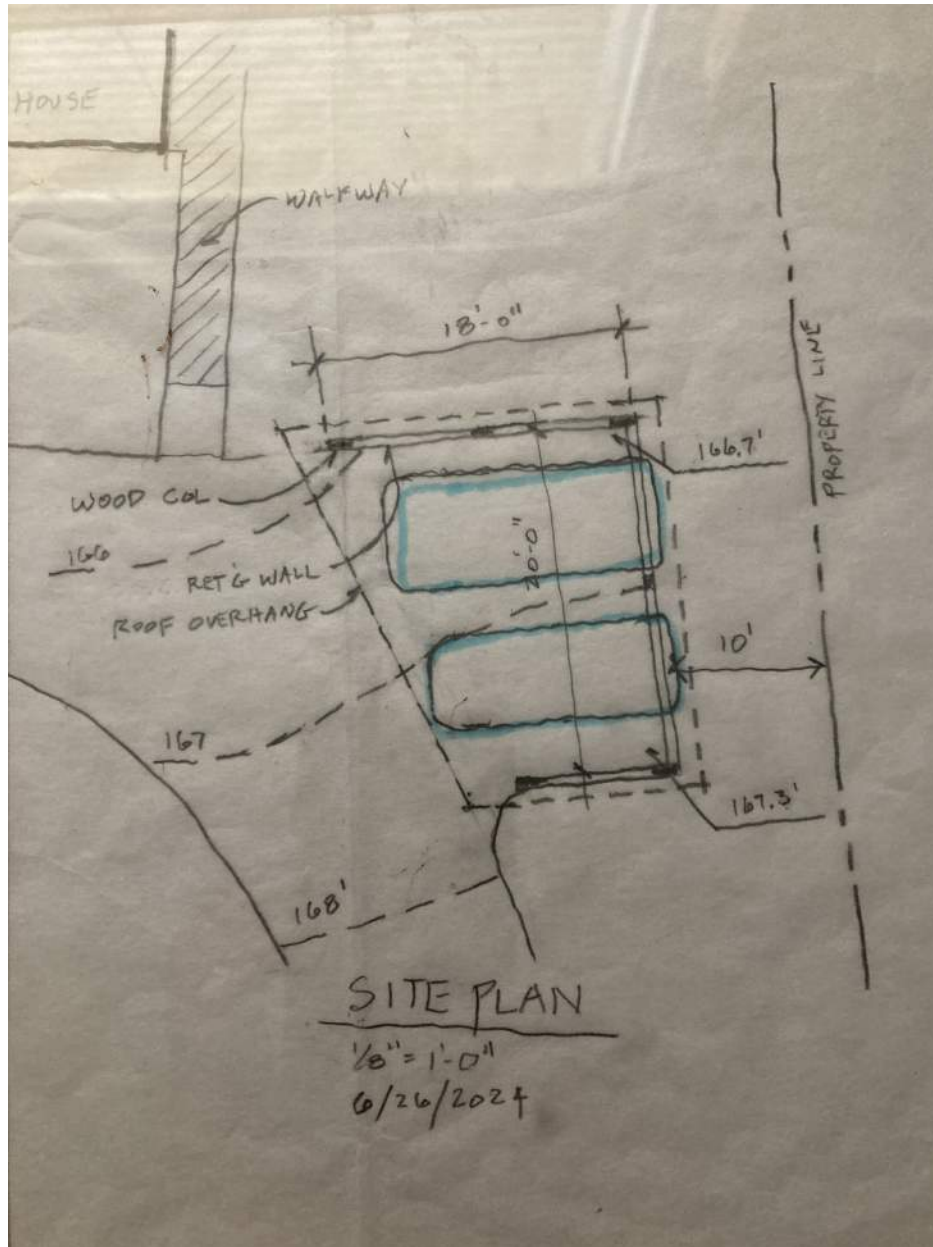 HOUSE
WALKWAY
18'-0"
PROPERTY LINE
166.7'
WOOD COL
166
RET'G WALL
ROOF OVERHANG
20'-0"
10'
167
167.3'
168'
SITE PLAN
1/8" = 1'-0"
6/26/2024